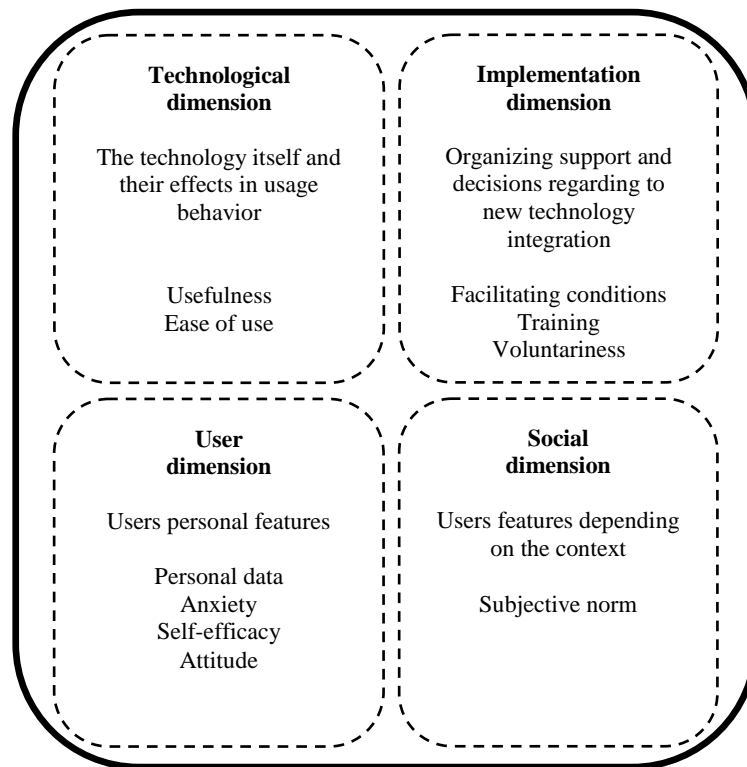 Technological
dimension
The technology itself and
their effects in usage
behavior
Usefulness
Ease of use
Implementation
dimension
Organizing support and
decisions regarding to
new technology
integration
Facilitating conditions
Training
Voluntariness
User
dimension
Users personal features
Personal data
Anxiety
Self-efficacy
Attitude
Social
dimension
Users features depending
on the context
Subjective norm